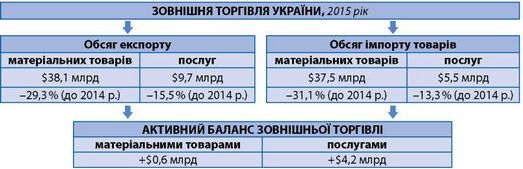 ЗОВНІШНЯ ТОРГІВЛЯ УКРАЇНИ, 2015 рік
Обсяг експорту
матеріальних товарів послуг
$38,1 млрд $9,7 млрд
–29,3% (до 2014 р.) –15,5% (до 2014 р.)
Обсяг імпорту товарів
матеріальних товарів послуг
$37,5 млрд $5,5 млрд
–31,1% (до 2014 р.) –13,3% (до 2014 р.)
АКТИВНИЙ БАЛАНС ЗОВНІШНЬОЇ ТОРГІВЛІ
матеріальними товарами послугами
+$0,6 млрд +$4,2 млрд